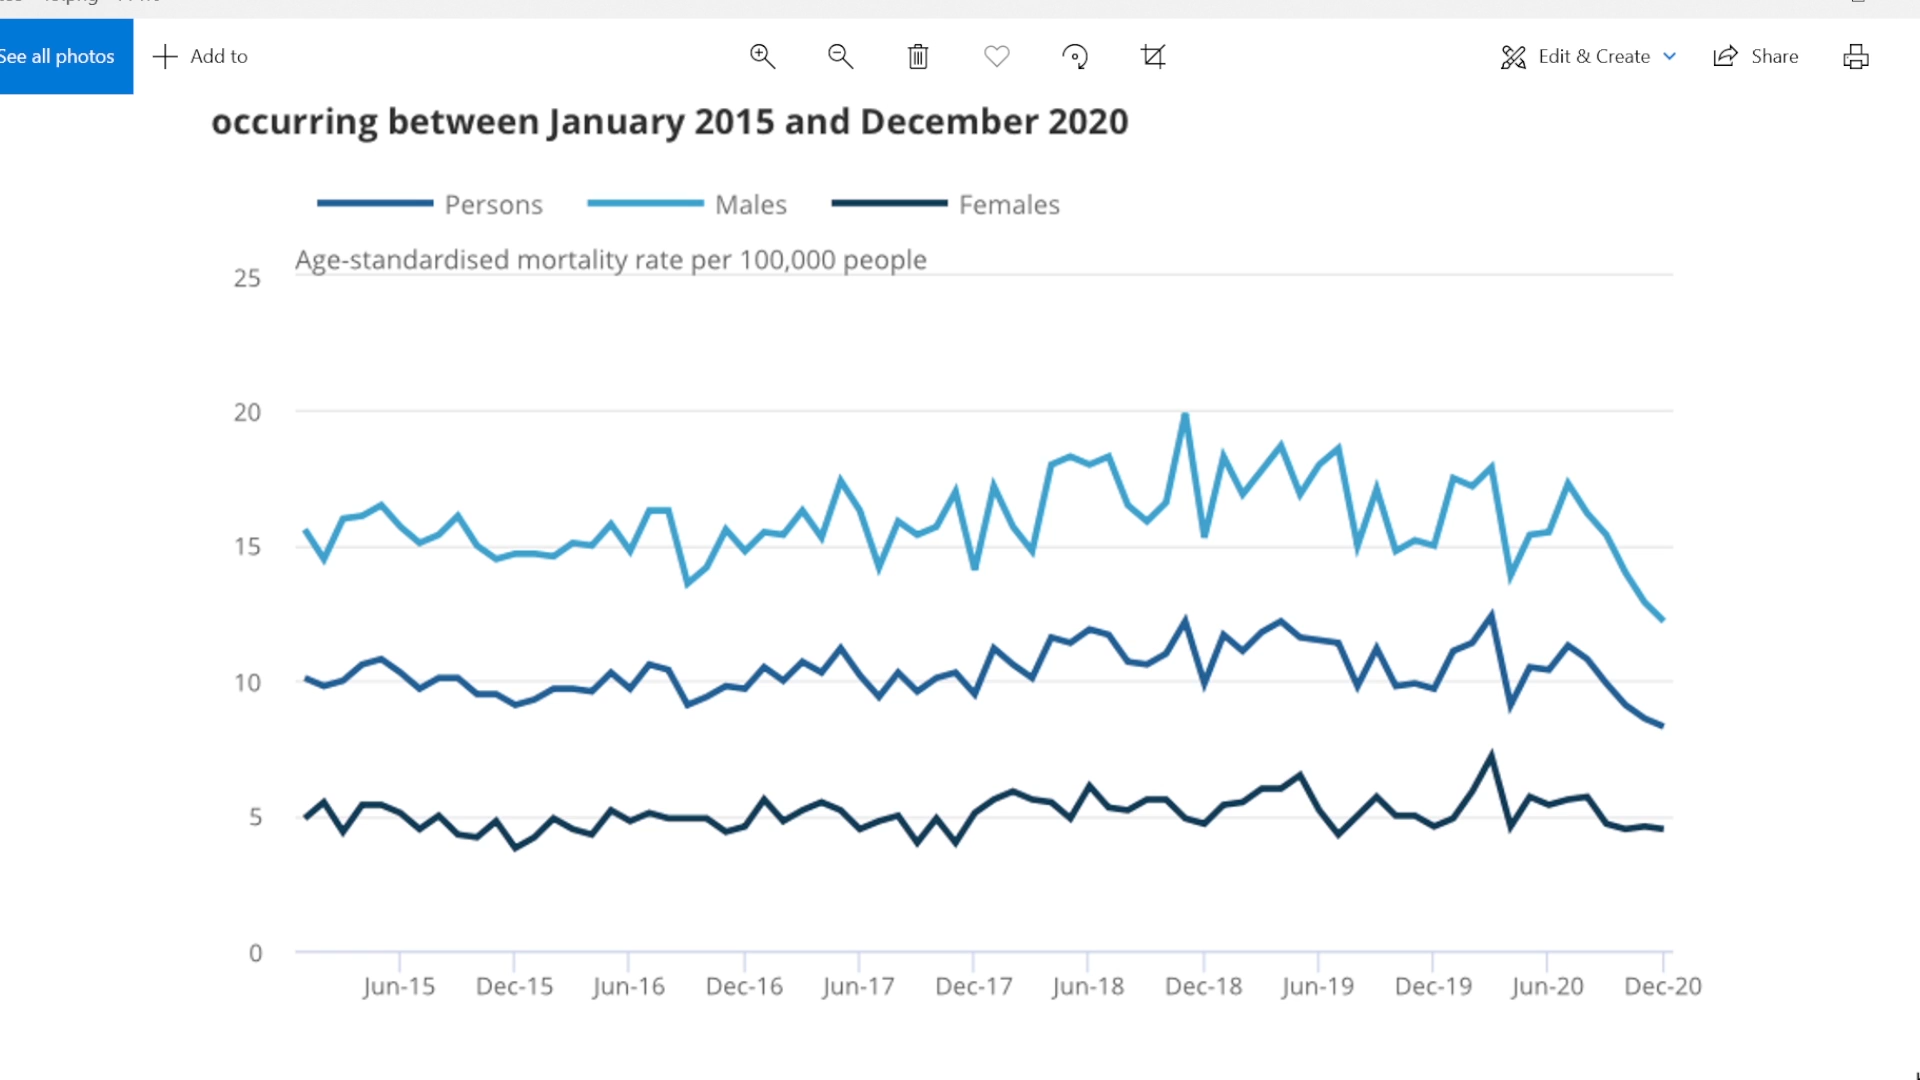 See all photos
Add to
Edit & Create
Share
occurring between January 2015 and December 2020
Persons
Males
Females
Age-standardised mortality rate per 100,000 people
25
20
15
10
5
0
Jun-15
Dec-15
Jun-16
Dec-16
Jun-17
Dec-17
Jun-18
Dec-18
Jun-19
Dec-19
Jun-20
Dec-20